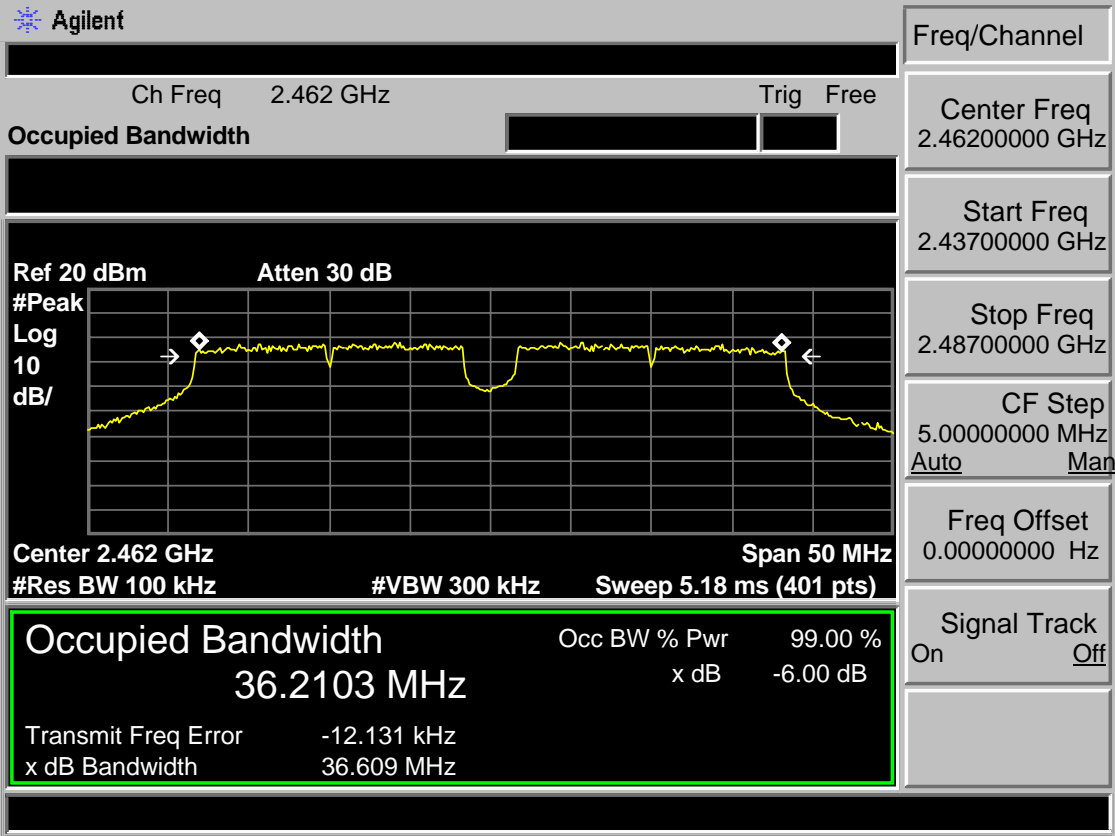 Agilent
Freq/Channel
Ch Freq 2.462 GHz Trig Free
Occupied Bandwidth
Center Freq
2.46200000 GHz
Start Freq
2.43700000 GHz
Stop Freq
2.48700000 GHz
CF Step
5.00000000 MHz
Auto Man
Freq Offset
0.00000000 Hz
Signal Track
On Off
Ref 20 dBm Atten 30 dB
#Peak
Log
10
dB/
Center 2.462 GHz Span 50 MHz
#Res BW 100 kHz #VBW 300 kHz Sweep 5.18 ms (401 pts)
Occupied Bandwidth Occ BW % Pwr 99.00 %
36.2103 MHz x dB -6.00 dB
Transmit Freq Error -12.131 kHz
x dB Bandwidth 36.609 MHz